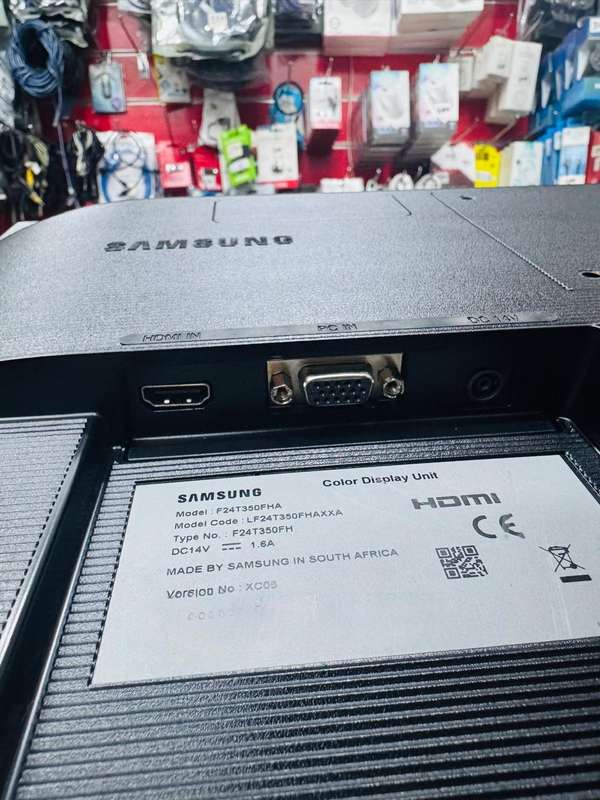 SAMSUNG
HDMI IN
PC IN
DC 14V
SAMSUNG
Color Display Unit
HDMI
Model : F24T350FHA
Model Code : LF24T350FHAXXA
Type No. : F24T350FH
DC14V 1.6A
MADE BY SAMSUNG IN SOUTH AFRICA
Version No : XC05
CE